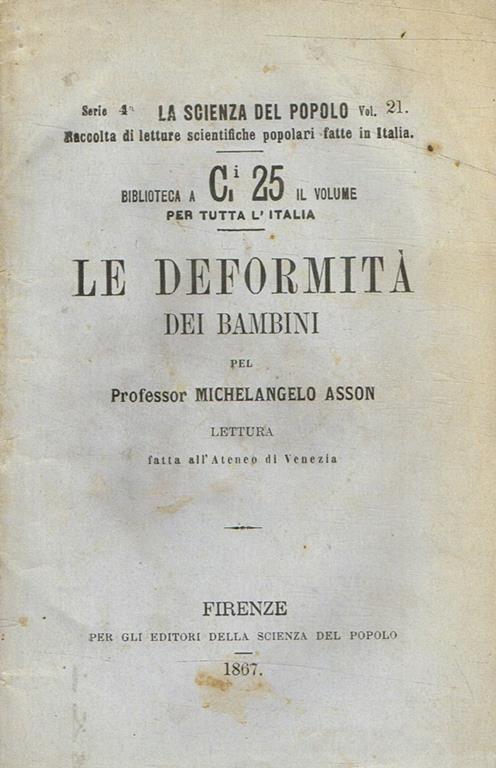 Serie 4ª LA SCIENZA DEL POPOLO Vol. 21.
Raccolta di letture scientifiche popolari fatte in Italia.
BIBLIOTECA A C.i 25 IL VOLUME
PER TUTTA L'ITALIA
LE DEFORMITÀ
DEI BAMBINI
PEL
Professor MICHELANGELO ASSON
LETTURA
fatta all'Ateneo di Venezia
FIRENZE
PER GLI EDITORI DELLA SCIENZA DEL POPOLO
1867.